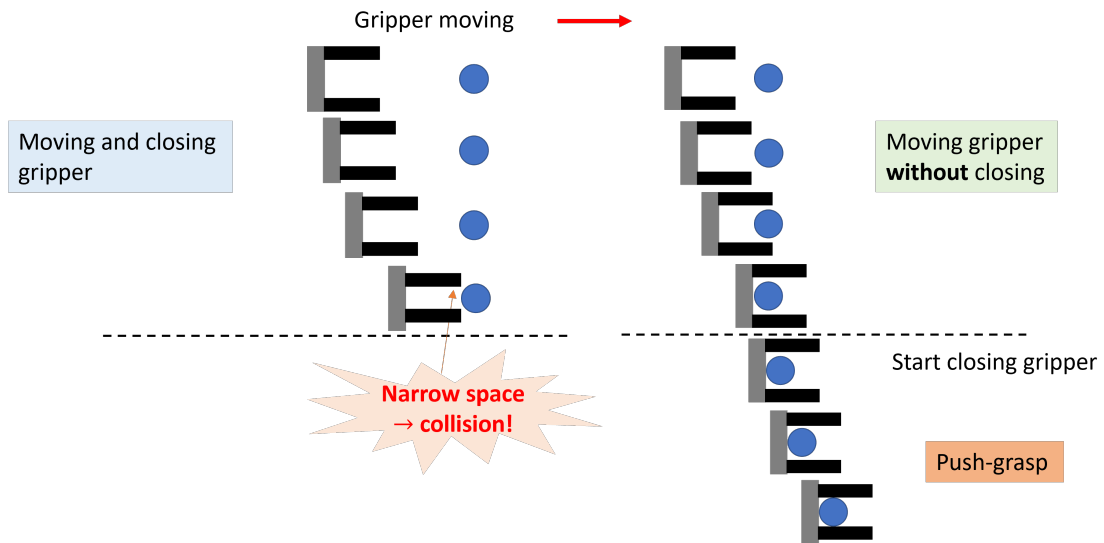 Gripper moving
Moving and closing
gripper
Moving gripper
without closing
Narrow space
→ collision!
Start closing gripper
Push-grasp